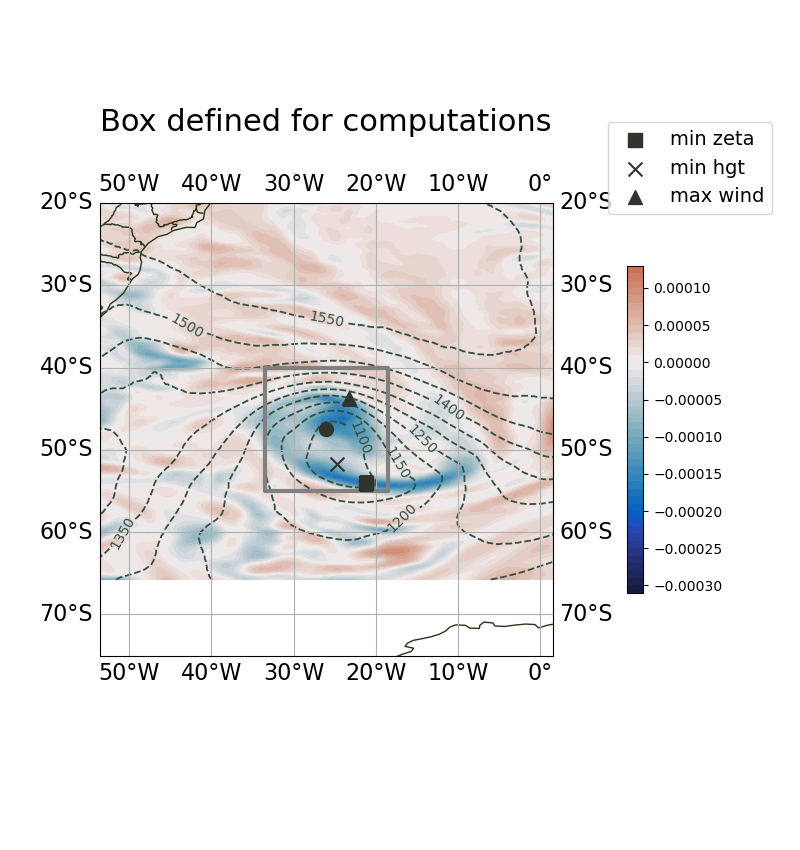 Box defined for computations
min zeta
min hgt
max wind
50°W 40°W 30°W 20°W 10°W 0°
20°S 20°S
30°S 30°S
40°S 40°S
50°S 50°S
60°S 60°S
70°S 70°S
50°W 40°W 30°W 20°W 10°W 0°
1500
1550
1400
1250
1100
1150
1200
1350
0.00010
0.00005
0.00000
−0.00005
−0.00010
−0.00015
−0.00020
−0.00025
−0.00030